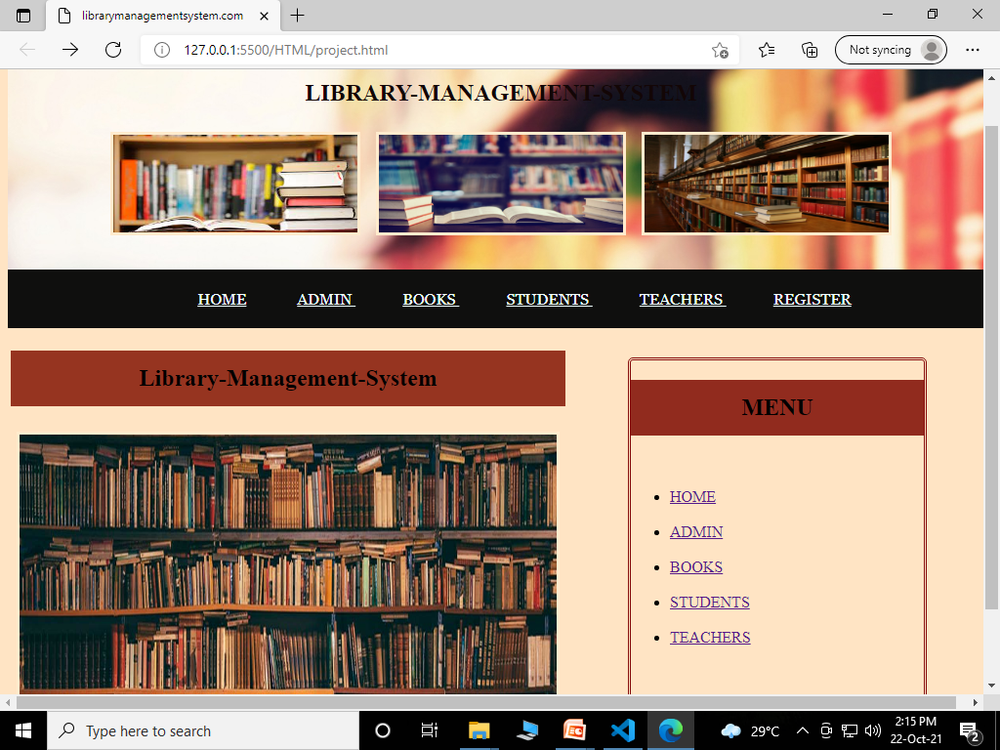 librarymanagementsystem.com
127.0.0.1:5500/HTML/project.html
Not syncing
LIBRARY-MANAGEMENT-SYSTEM
HOME ADMIN BOOKS STUDENTS TEACHERS REGISTER
Library-Management-System
MENU
HOME
ADMIN
BOOKS
STUDENTS
TEACHERS
Type here to search
29°C
2:15 PM
22-Oct-21
2